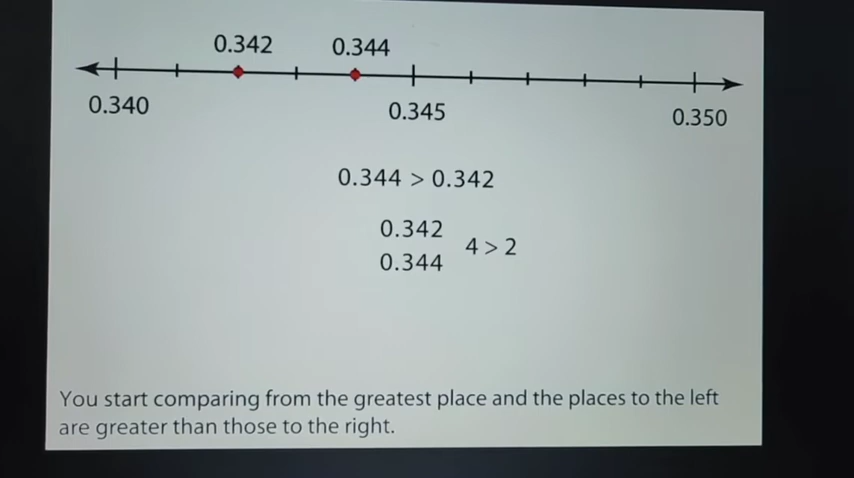 0.342 0.344
0.340 0.345 0.350
0.344 > 0.342
0.342
4 > 2
0.344
You start comparing from the greatest place and the places to the left
are greater than those to the right.